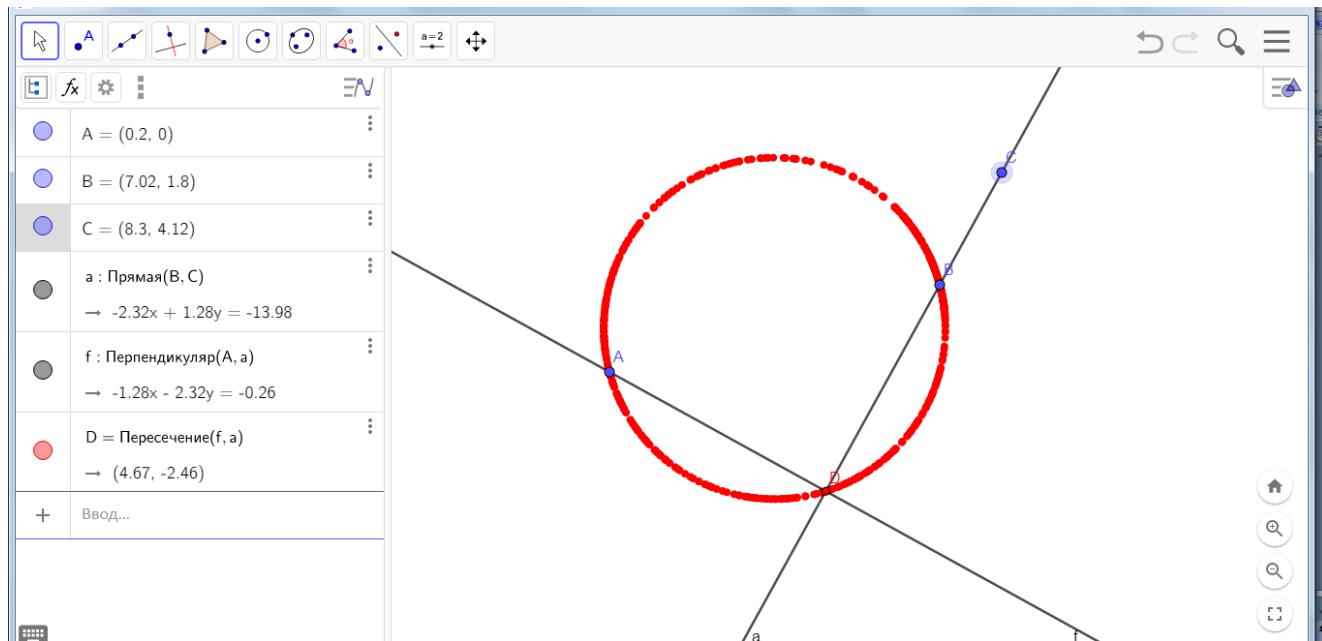 A
a=2
fx
A = (0.2, 0)
B = (7.02, 1.8)
C = (8.3, 4.12)
a : Прямая(B, C)
→ -2.32x + 1.28y = -13.98
f : Перпендикуляр(A, a)
→ -1.28x - 2.32y = -0.26
D = Пересечение(f, a)
→ (4.67, -2.46)
+ Ввод...
C
B
A
D
a
f